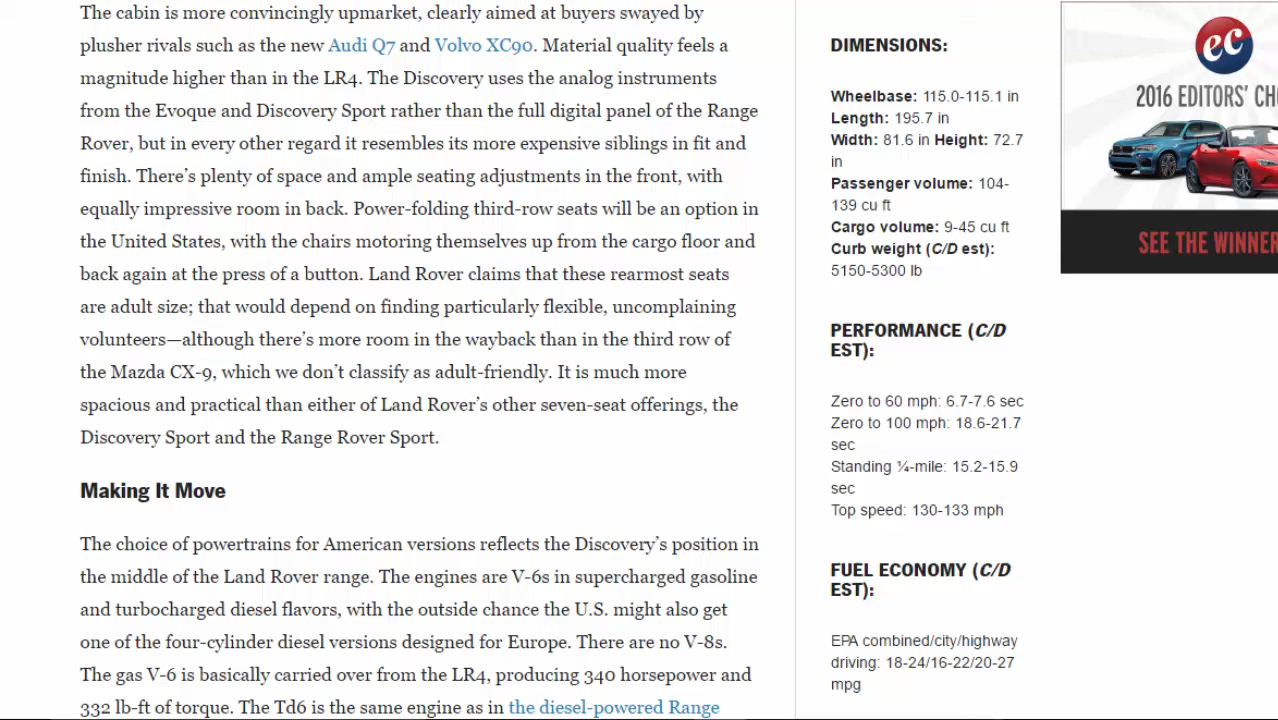 The cabin is more convincingly upmarket, clearly aimed at buyers swayed by
plusher rivals such as the new Audi Q7 and Volvo XC90. Material quality feels a
magnitude higher than in the LR4. The Discovery uses the analog instruments
from the Evoque and Discovery Sport rather than the full digital panel of the Range
Rover, but in every other regard it resembles its more expensive siblings in fit and
finish. There’s plenty of space and ample seating adjustments in the front, with
equally impressive room in back. Power-folding third-row seats will be an option in
the United States, with the chairs motoring themselves up from the cargo floor and
back again at the press of a button. Land Rover claims that these rearmost seats
are adult size; that would depend on finding particularly flexible, uncomplaining
volunteers—although there’s more room in the wayback than in the third row of
the Mazda CX-9, which we don’t classify as adult-friendly. It is much more
spacious and practical than either of Land Rover’s other seven-seat offerings, the
Discovery Sport and the Range Rover Sport.
Making It Move
The choice of powertrains for American versions reflects the Discovery’s position in
the middle of the Land Rover range. The engines are V-6s in supercharged gasoline
and turbocharged diesel flavors, with the outside chance the U.S. might also get
one of the four-cylinder diesel versions designed for Europe. There are no V-8s.
The gas V-6 is basically carried over from the LR4, producing 340 horsepower and
332 lb-ft of torque. The Td6 is the same engine as in the diesel-powered Range
DIMENSIONS:
Wheelbase: 115.0-115.1 in
Length: 195.7 in
Width: 81.6 in Height: 72.7
in
Passenger volume: 104-
139 cu ft
Cargo volume: 9-45 cu ft
Curb weight (C/D est):
5150-5300 lb
PERFORMANCE (C/D
EST):
Zero to 60 mph: 6.7-7.6 sec
Zero to 100 mph: 18.6-21.7
sec
Standing ¼-mile: 15.2-15.9
sec
Top speed: 130-133 mph
FUEL ECONOMY (C/D
EST):
EPA combined/city/highway
driving: 18-24/16-22/20-27
mpg
ec
2016 EDITORS’ CH
SEE THE WINNER